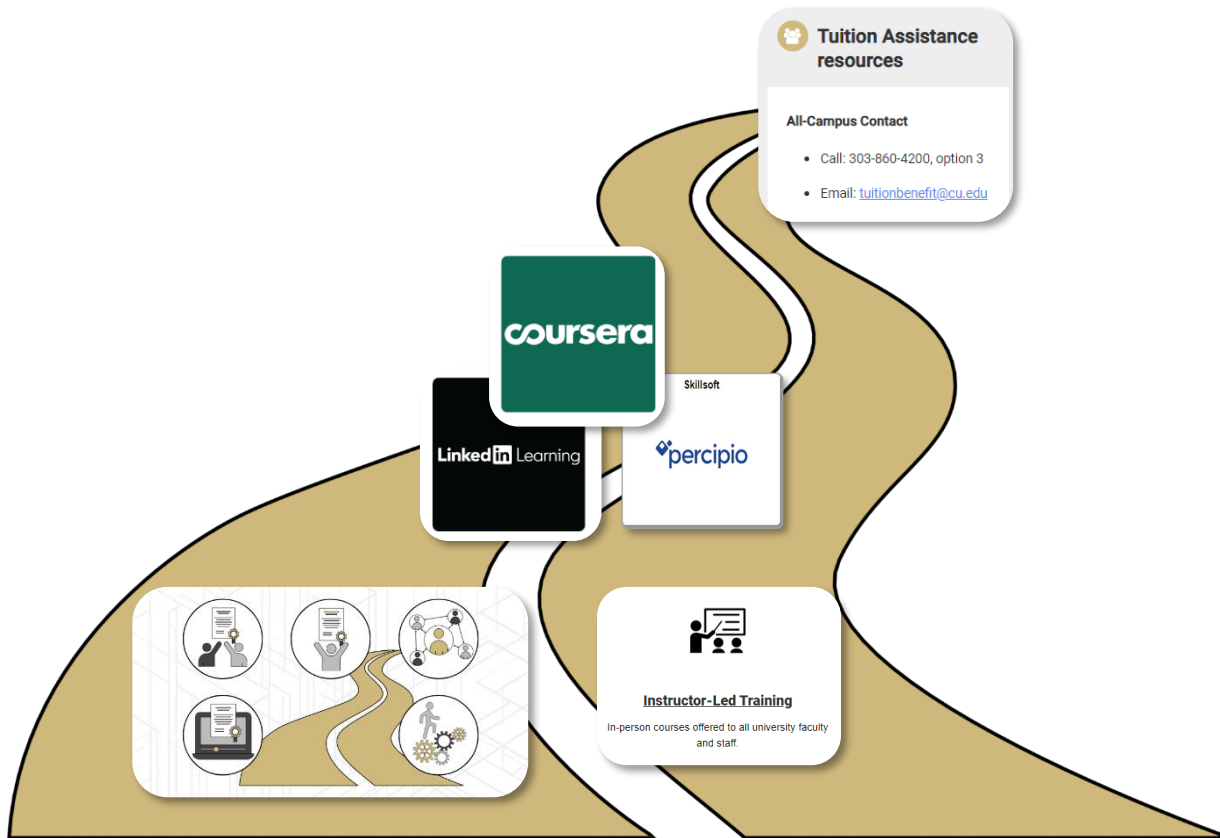 Tuition Assistance
resources
All-Campus Contact
• Call: 303-860-4200, option 3
• Email: tuitionbenefit@cu.edu
coursera
Skillsoft
percipio
Linked in Learning
Instructor-Led Training
In-person courses offered to all university faculty
and staff.